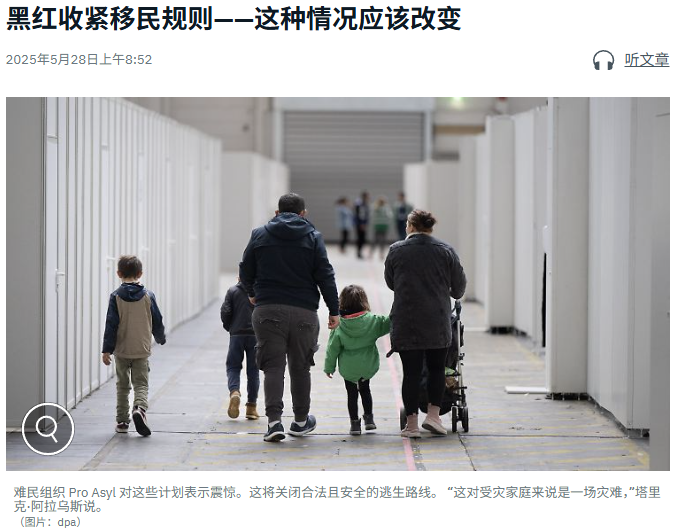 黑红收紧移民规则——这种情况应该改变
2025年5月28日上午8:52
听文章
难民组织 Pro Asyl 对这些计划表示震惊。这将关闭合法且安全的逃生路线。 “这对受灾家庭来说是一场灾难，”塔里
克·阿拉乌斯说。
（图片：dpa）